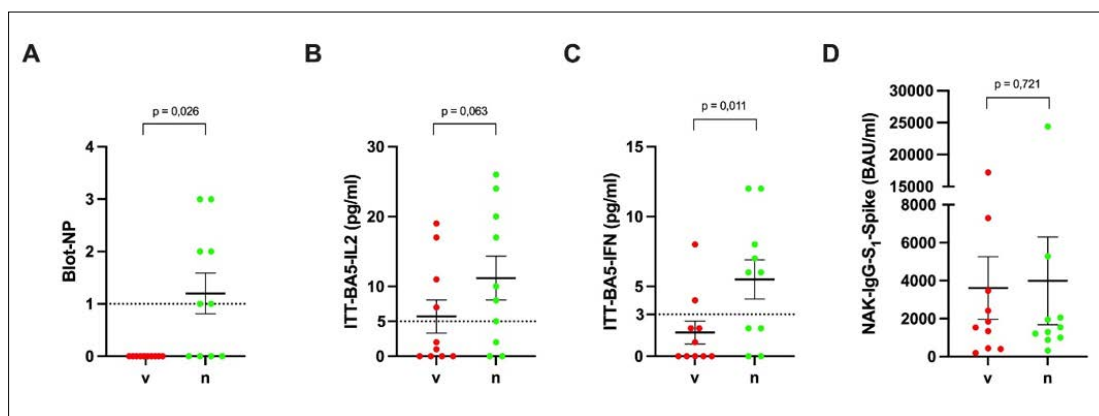 A
B
C
D
p = 0,026
p = 0,063
p = 0,011
p = 0,721
Blot-NP
4
3
2
1
0
v
n
ITT-BA5-IL2 (pg/ml)
30
20
10
5
0
v
n
ITT-BA5-IFN (pg/ml)
15
10
5
3
0
v
n
NAK-IgG-S1-Spike (BAU/ml)
30000
25000
20000
15000
8000
6000
4000
2000
0
v
n